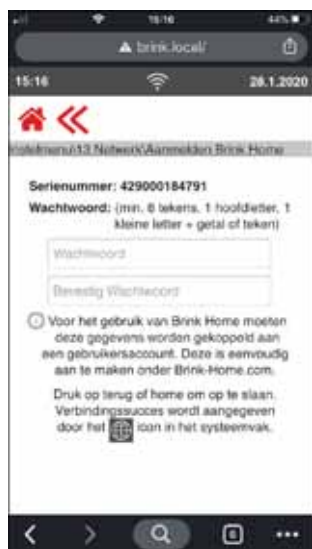 15:16
44%
brink.local/
15:16
28.1.2020
Instelmenu\13 Netwerk\Aanmelden Brink Home
Serienummer: 429000184791
Wachtwoord: (min. 8 tekens, 1 hoofdletter, 1
kleine letter + getal of teken)
Wachtwoord
Bevestig Wachtwoord
Voor het gebruik van Brink Home moeten
deze gegevens worden gekoppeld aan
een gebruikersaccount. Deze is eenvoudig
aan te maken onder Brink-Home.com.
Druk op terug of home om op te slaan.
Verbindingssucces wordt aangegeven
door het icon in het systeemvak.